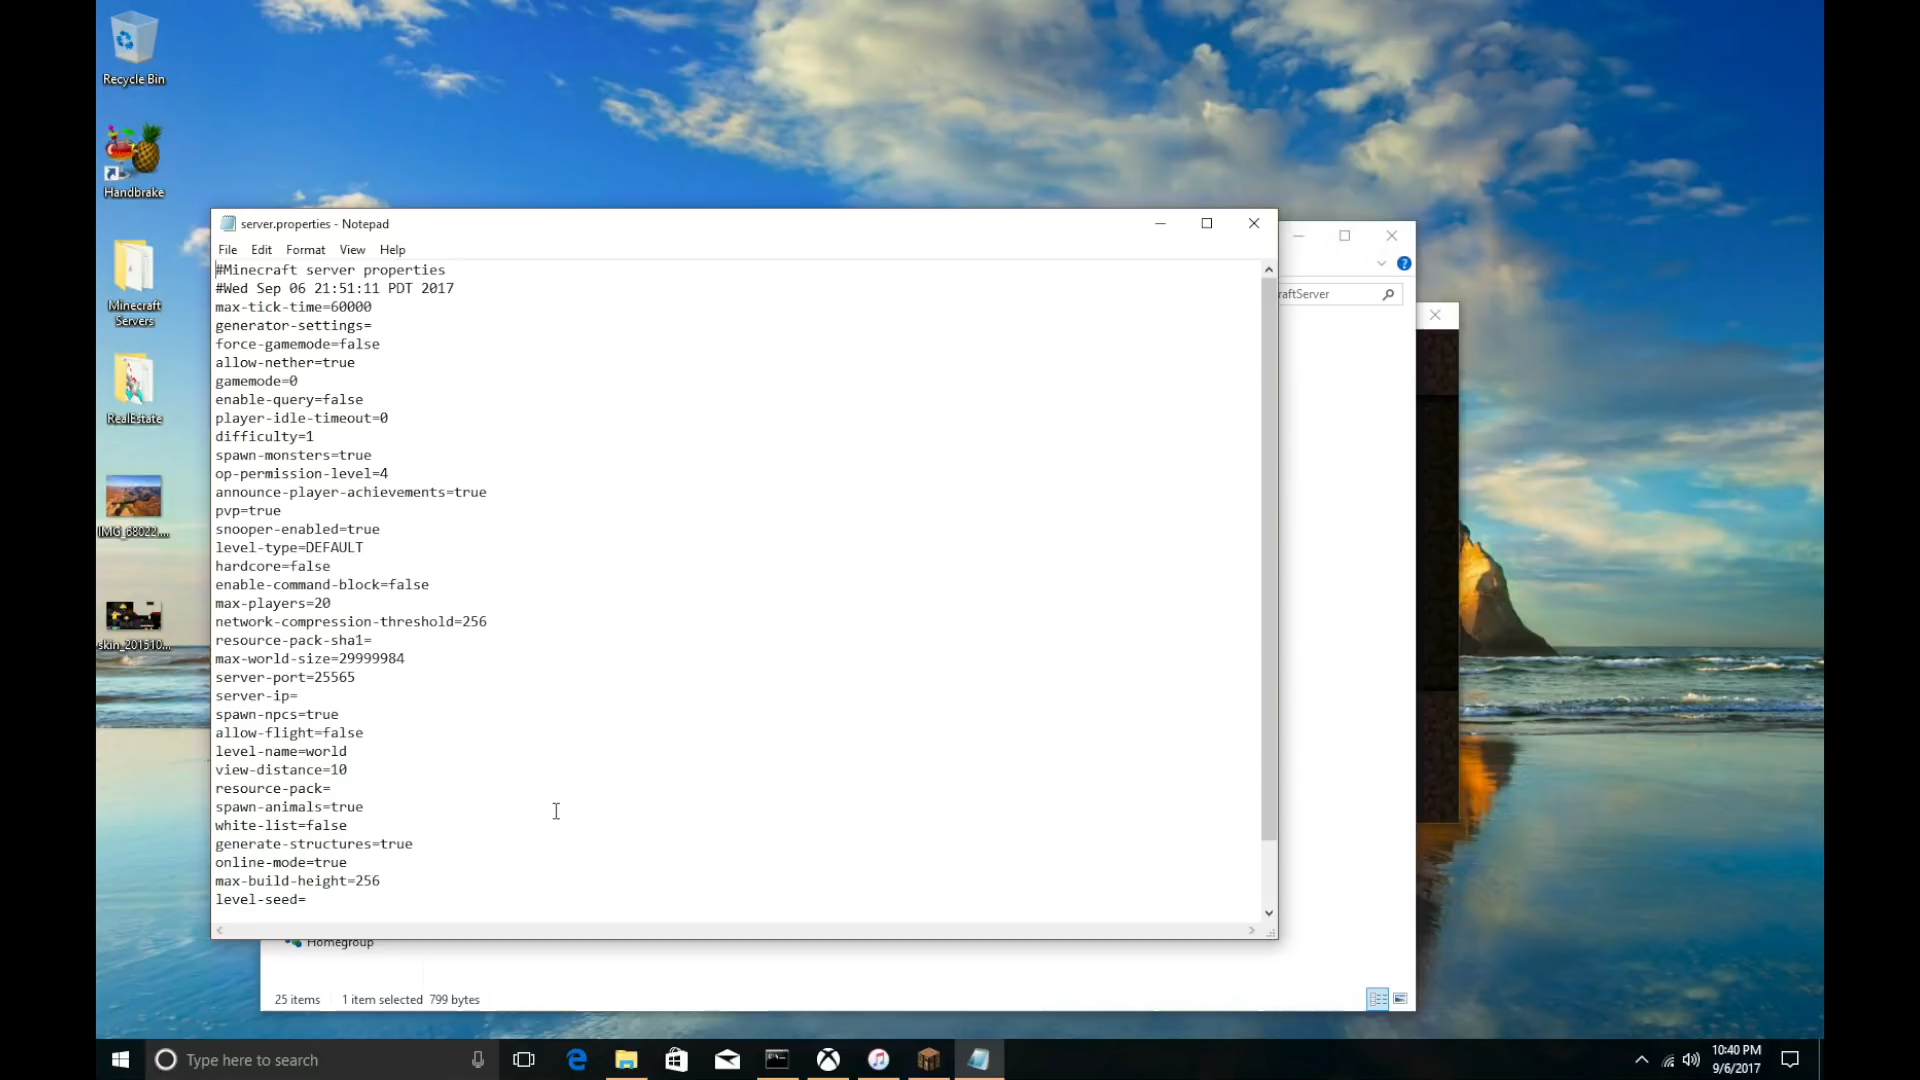 Recycle Bin
Handbrake
Minecraft
Servers
RealEstate
IMG_68022....
skin_201510...
server.properties - Notepad
File Edit Format View Help
#Minecraft server properties
#Wed Sep 06 21:51:11 PDT 2017
max-tick-time=60000
generator-settings=
force-gamemode=false
allow-nether=true
gamemode=0
enable-query=false
player-idle-timeout=0
difficulty=1
spawn-monsters=true
op-permission-level=4
announce-player-achievements=true
pvp=true
snooper-enabled=true
level-type=DEFAULT
hardcore=false
enable-command-block=false
max-players=20
network-compression-threshold=256
resource-pack-sha1=
max-world-size=29999984
server-port=25565
server-ip=
spawn-npcs=true
allow-flight=false
level-name=world
view-distance=10
resource-pack=
spawn-animals=true
white-list=false
generate-structures=true
online-mode=true
max-build-height=256
level-seed=
raftServer
Homegroup
25 items 1 item selected 799 bytes
Type here to search
10:40 PM
9/6/2017